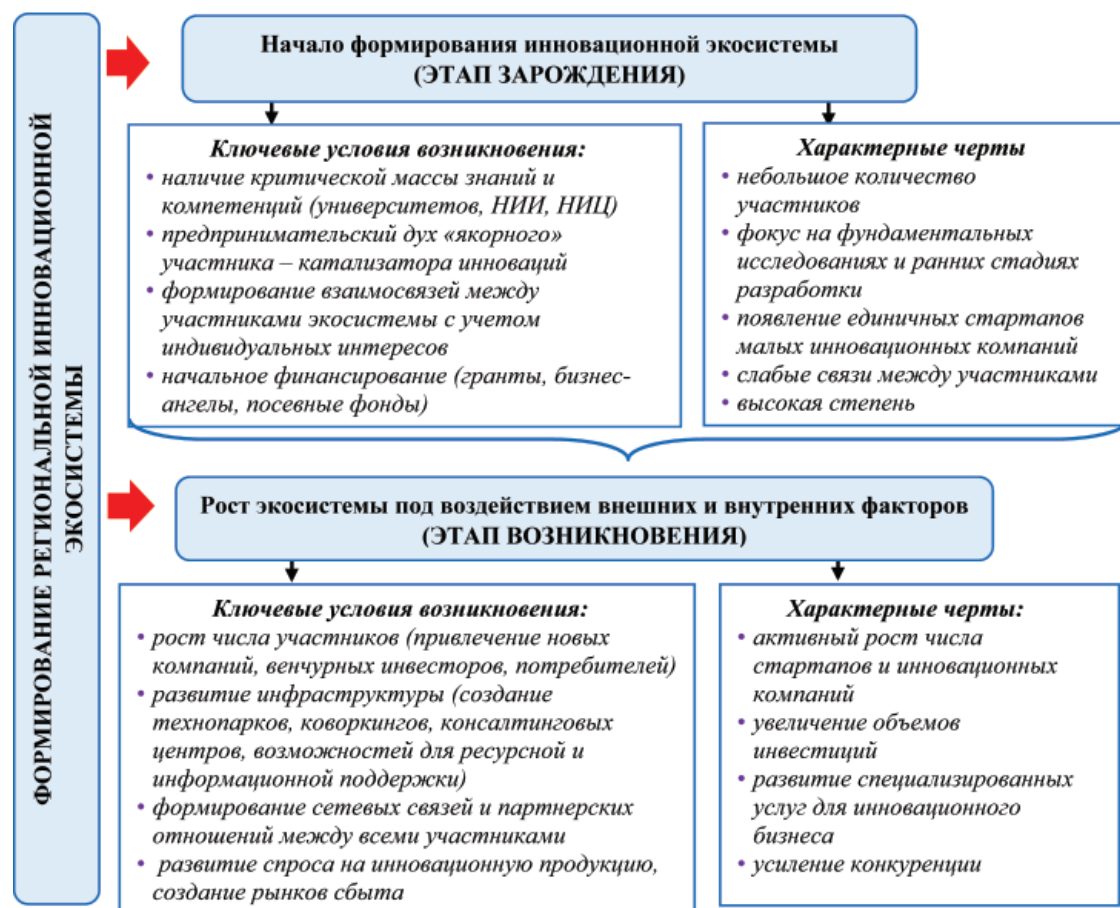 ФОРМИРОВАНИЕ РЕГИОНАЛЬНОЙ ИННОВАЦИОННОЙ
ЭКОСИСТЕМЫ
Начало формирования инновационной экосистемы
(ЭТАП ЗАРОЖДЕНИЯ)
Ключевые условия возникновения:
• наличие критической массы знаний и
компетенций (университетов, НИИ, НИЦ)
• предпринимательский дух «якорного»
участника – катализатора инноваций
• формирование взаимосвязей между
участниками экосистемы с учетом
индивидуальных интересов
• начальное финансирование (гранты, бизнес-
ангелы, посевные фонды)
Характерные черты
• небольшое количество
участников
• фокус на фундаментальных
исследованиях и ранних стадиях
разработки
• появление единичных стартапов
малых инновационных компаний
• слабые связи между участниками
• высокая степень
Рост экосистемы под воздействием внешних и внутренних факторов
(ЭТАП ВОЗНИКНОВЕНИЯ)
Ключевые условия возникновения:
• рост числа участников (привлечение новых
компаний, венчурных инвесторов, потребителей)
• развитие инфраструктуры (создание
технопарков, коворкингов, консалтинговых
центров, возможностей для ресурсной и
информационной поддержки)
• формирование сетевых связей и партнерских
отношений между всеми участниками
• развитие спроса на инновационную продукцию,
создание рынков сбыта
Характерные черты:
• активный рост числа
стартапов и инновационных
компаний
• увеличение объемов
инвестиций
• развитие специализированных
услуг для инновационного
бизнеса
• усиление конкуренции